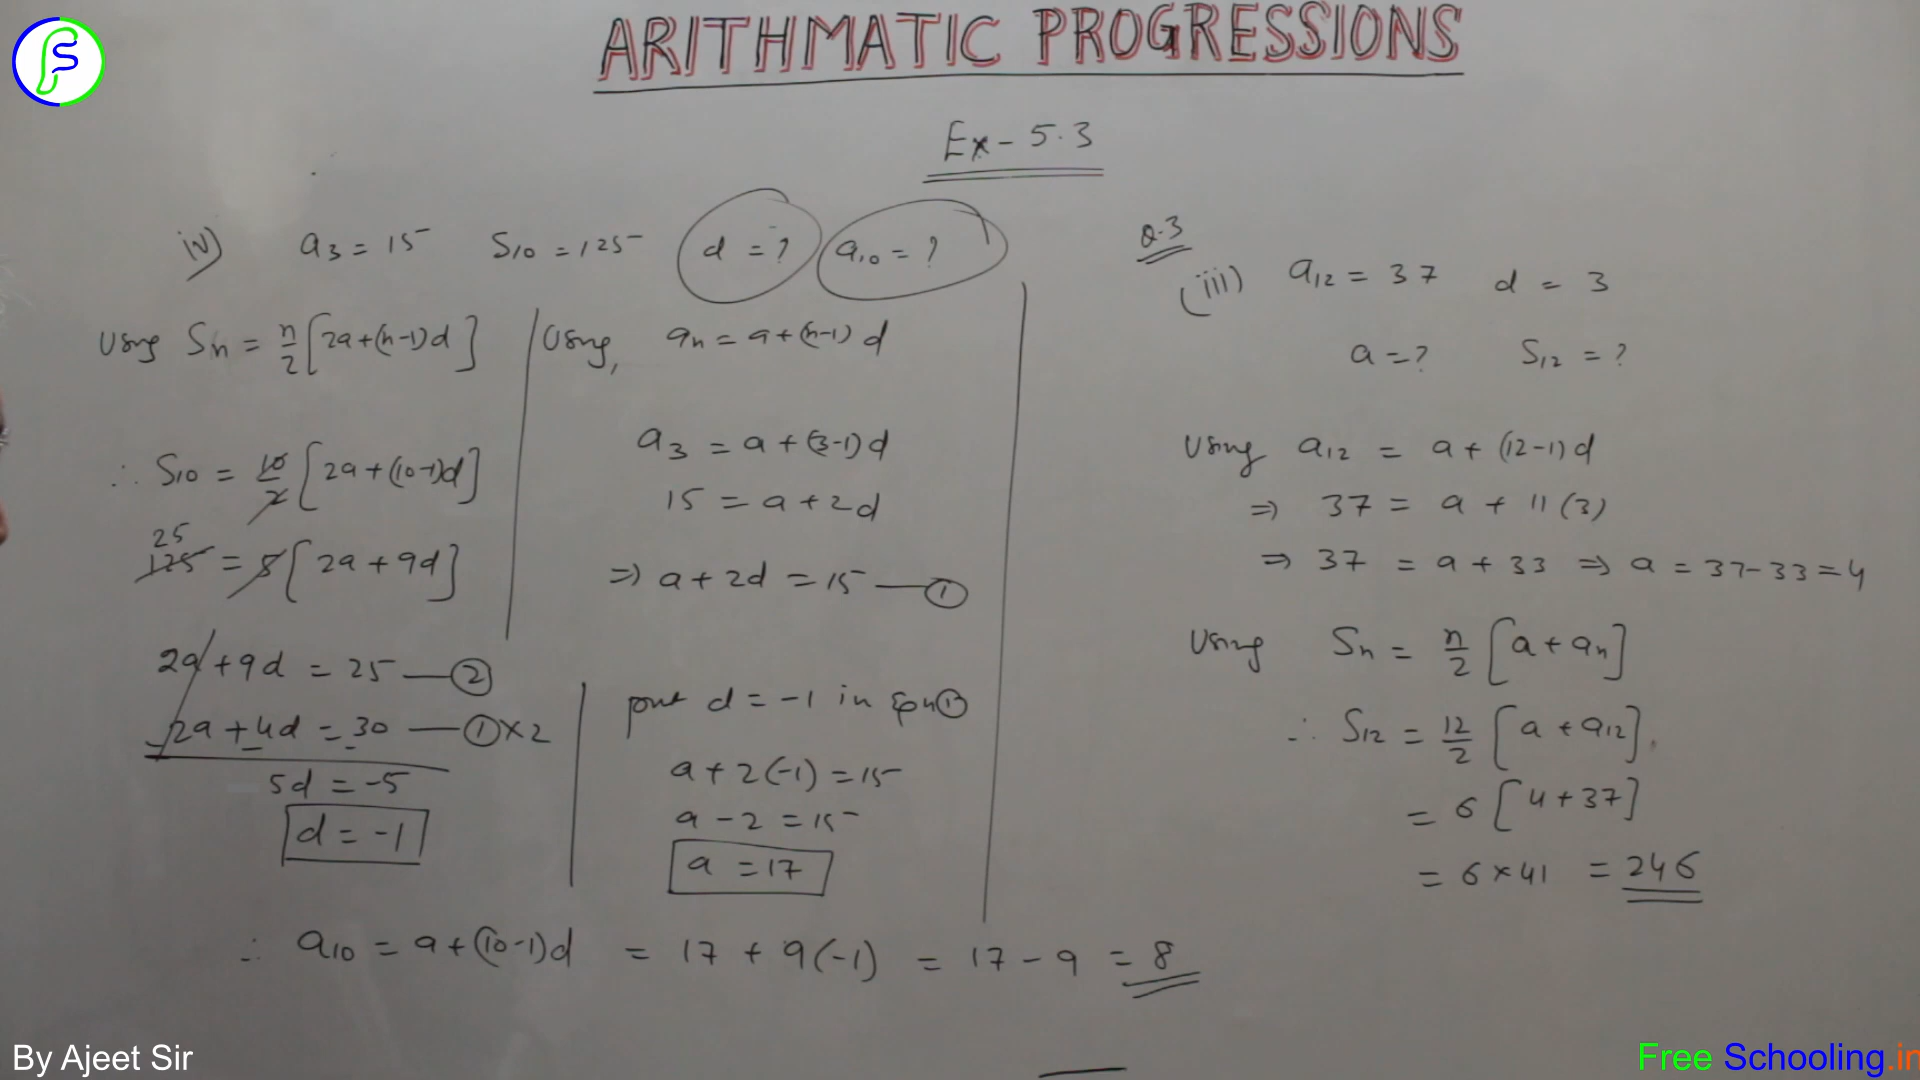 ARITHMATIC PROGRESSIONS
Ex - 5.3
iv) a3 = 15 S10 = 125 d = ? a10 = ?
Using Sn = n/2 [2a+(n-1)d]
∴ S10 = 10/2 [2a+(10-1)d]
25
125 = 5 [2a + 9d]
2a + 9d = 25 — ②
2a + 4d = 30 — ① × 2
5d = -5
d = -1
Using, an = a + (n-1) d
a3 = a + (3-1)d
15 = a + 2d
⇒ a + 2d = 15 — ①
put d = -1 in Eqn ①
a + 2(-1) = 15
a - 2 = 15
a = 17
∴ a10 = a + (10-1)d = 17 + 9(-1) = 17 - 9 = 8
Q.3
(iii) a12 = 37 d = 3
a = ? S12 = ?
Using a12 = a + (12-1)d
⇒ 37 = a + 11(3)
⇒ 37 = a + 33 ⇒ a = 37-33 = 4
Using Sn = n/2 [a + an]
∴ S12 = 12/2 [a + a12]
= 6 [4 + 37]
= 6 × 41 = 246
By Ajeet Sir
Free Schooling.in